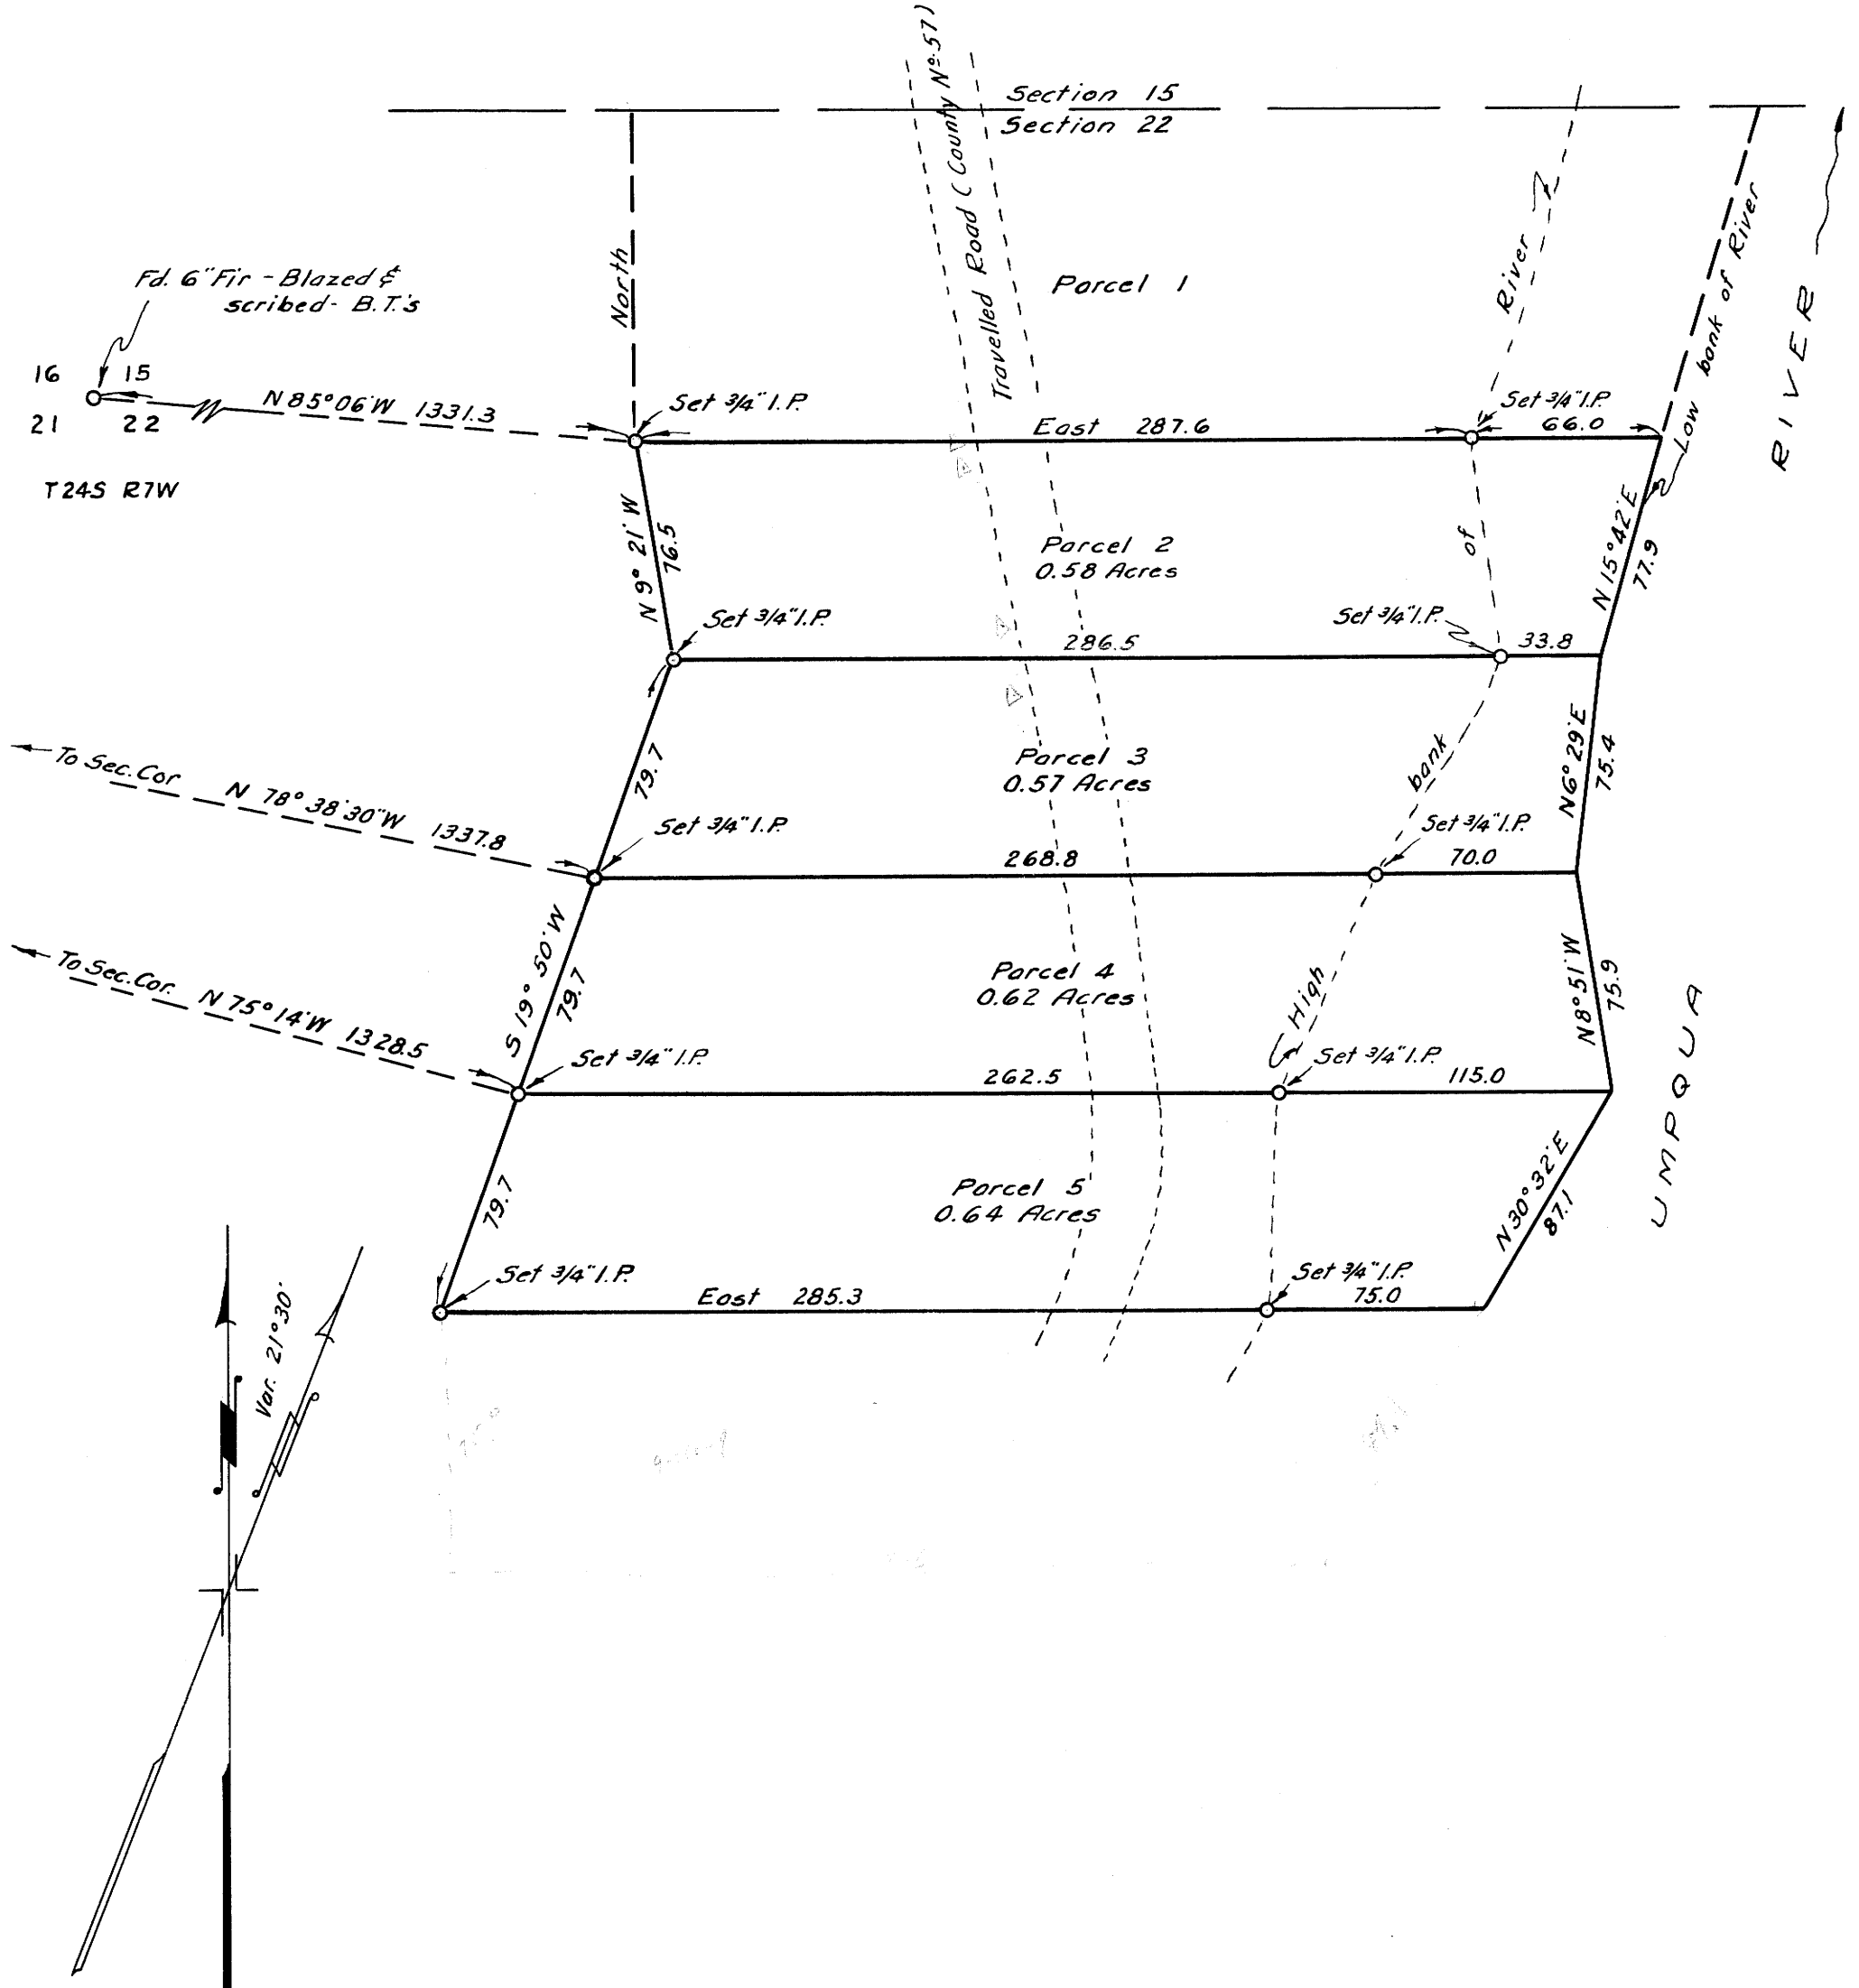 Section 15
Section 22
Travelled Road (County No. 57)
River
Low bank of River
RIVER
North
Parcel 1
Fd. 6" Fir - Blazed &
scribed - B.T.'s
16 15
21 22
N 85° 06' W 1331.3
Set 3/4" I.P.
East 287.6
Set 3/4" I.P.
66.0
T24S R7W
N 9° 21' W
76.5
Parcel 2
0.58 Acres
of
N 15° 42' E
77.9
Set 3/4" I.P.
286.5
Set 3/4" I.P.
33.8
79.7
Parcel 3
0.57 Acres
bank
N 6° 29' E
75.4
To Sec. Cor
N 78° 38' 30" W 1337.8
Set 3/4" I.P.
268.8
Set 3/4" I.P.
70.0
S 19° 50' W
79.7
Parcel 4
0.62 Acres
High
N 8° 51' W
75.9
To Sec. Cor.
N 75° 14' W 1328.5
Set 3/4" I.P.
262.5
Set 3/4" I.P.
115.0
UMPQUA
79.7
Parcel 5
0.64 Acres
N 30° 32' E
87.1
Set 3/4" I.P.
East 285.3
Set 3/4" I.P.
75.0
Var. 21° 30'